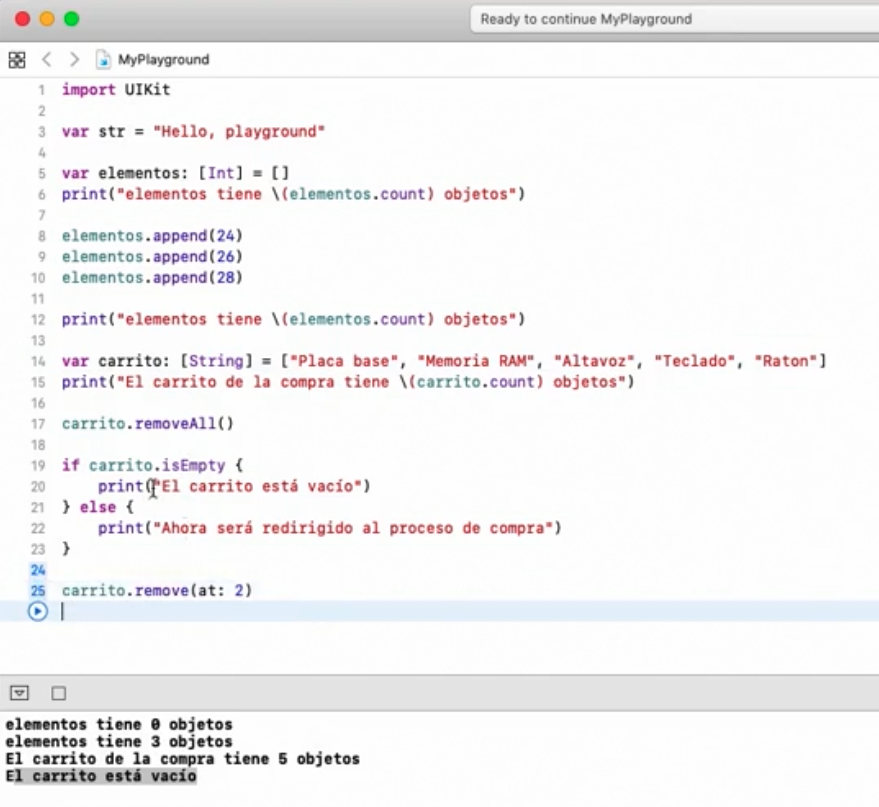 Ready to continue MyPlayground
MyPlayground
1 import UIKit
2
3 var str = "Hello, playground"
4
5 var elementos: [Int] = []
6 print("elementos tiene \(elementos.count) objetos")
7
8 elementos.append(24)
9 elementos.append(26)
10 elementos.append(28)
11
12 print("elementos tiene \(elementos.count) objetos")
13
14 var carrito: [String] = ["Placa base", "Memoria RAM", "Altavoz", "Teclado", "Raton"]
15 print("El carrito de la compra tiene \(carrito.count) objetos")
16
17 carrito.removeAll()
18
19 if carrito.isEmpty {
20 print("El carrito está vacío")
21 } else {
22 print("Ahora será redirigido al proceso de compra")
23 }
24
25 carrito.remove(at: 2)
elementos tiene 0 objetos
elementos tiene 3 objetos
El carrito de la compra tiene 5 objetos
El carrito está vacío